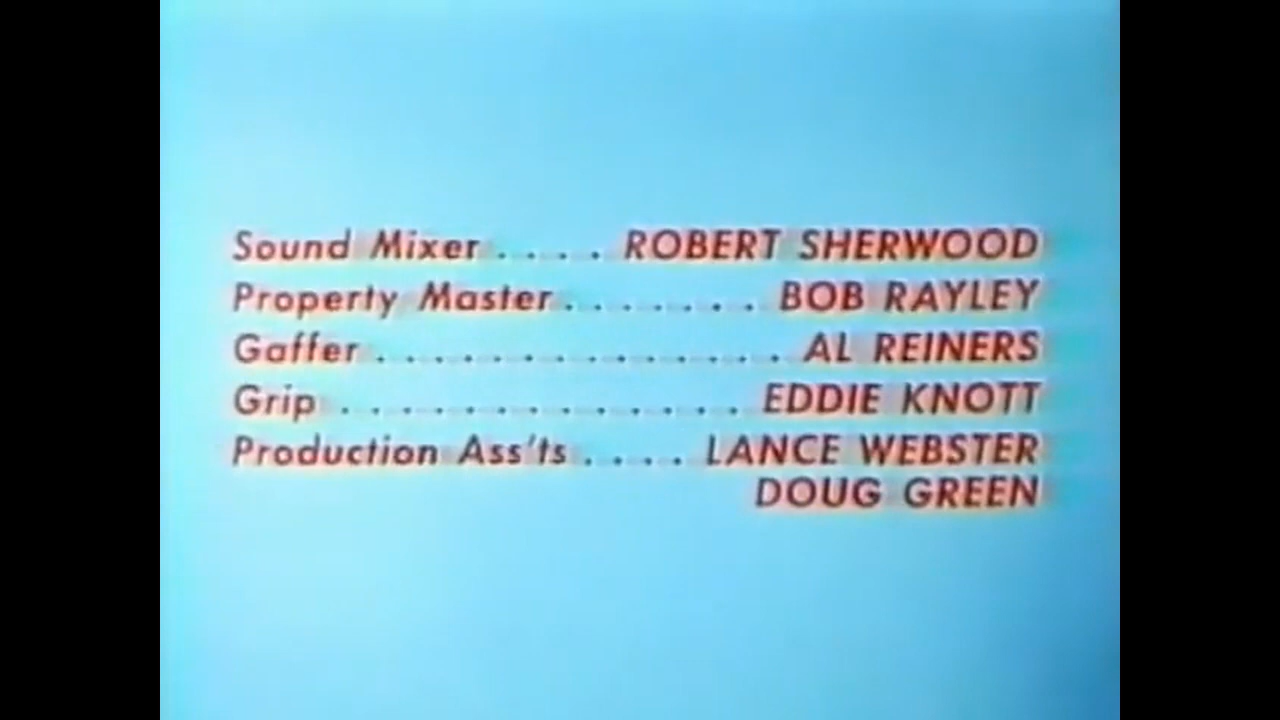 Sound Mixer . . . . ROBERT SHERWOOD
Property Master . . . . . . . BOB RAYLEY
Gaffer . . . . . . . . . . . . . . . AL REINERS
Grip . . . . . . . . . . . . . . EDDIE KNOTT
Production Ass'ts . . . . LANCE WEBSTER
DOUG GREEN